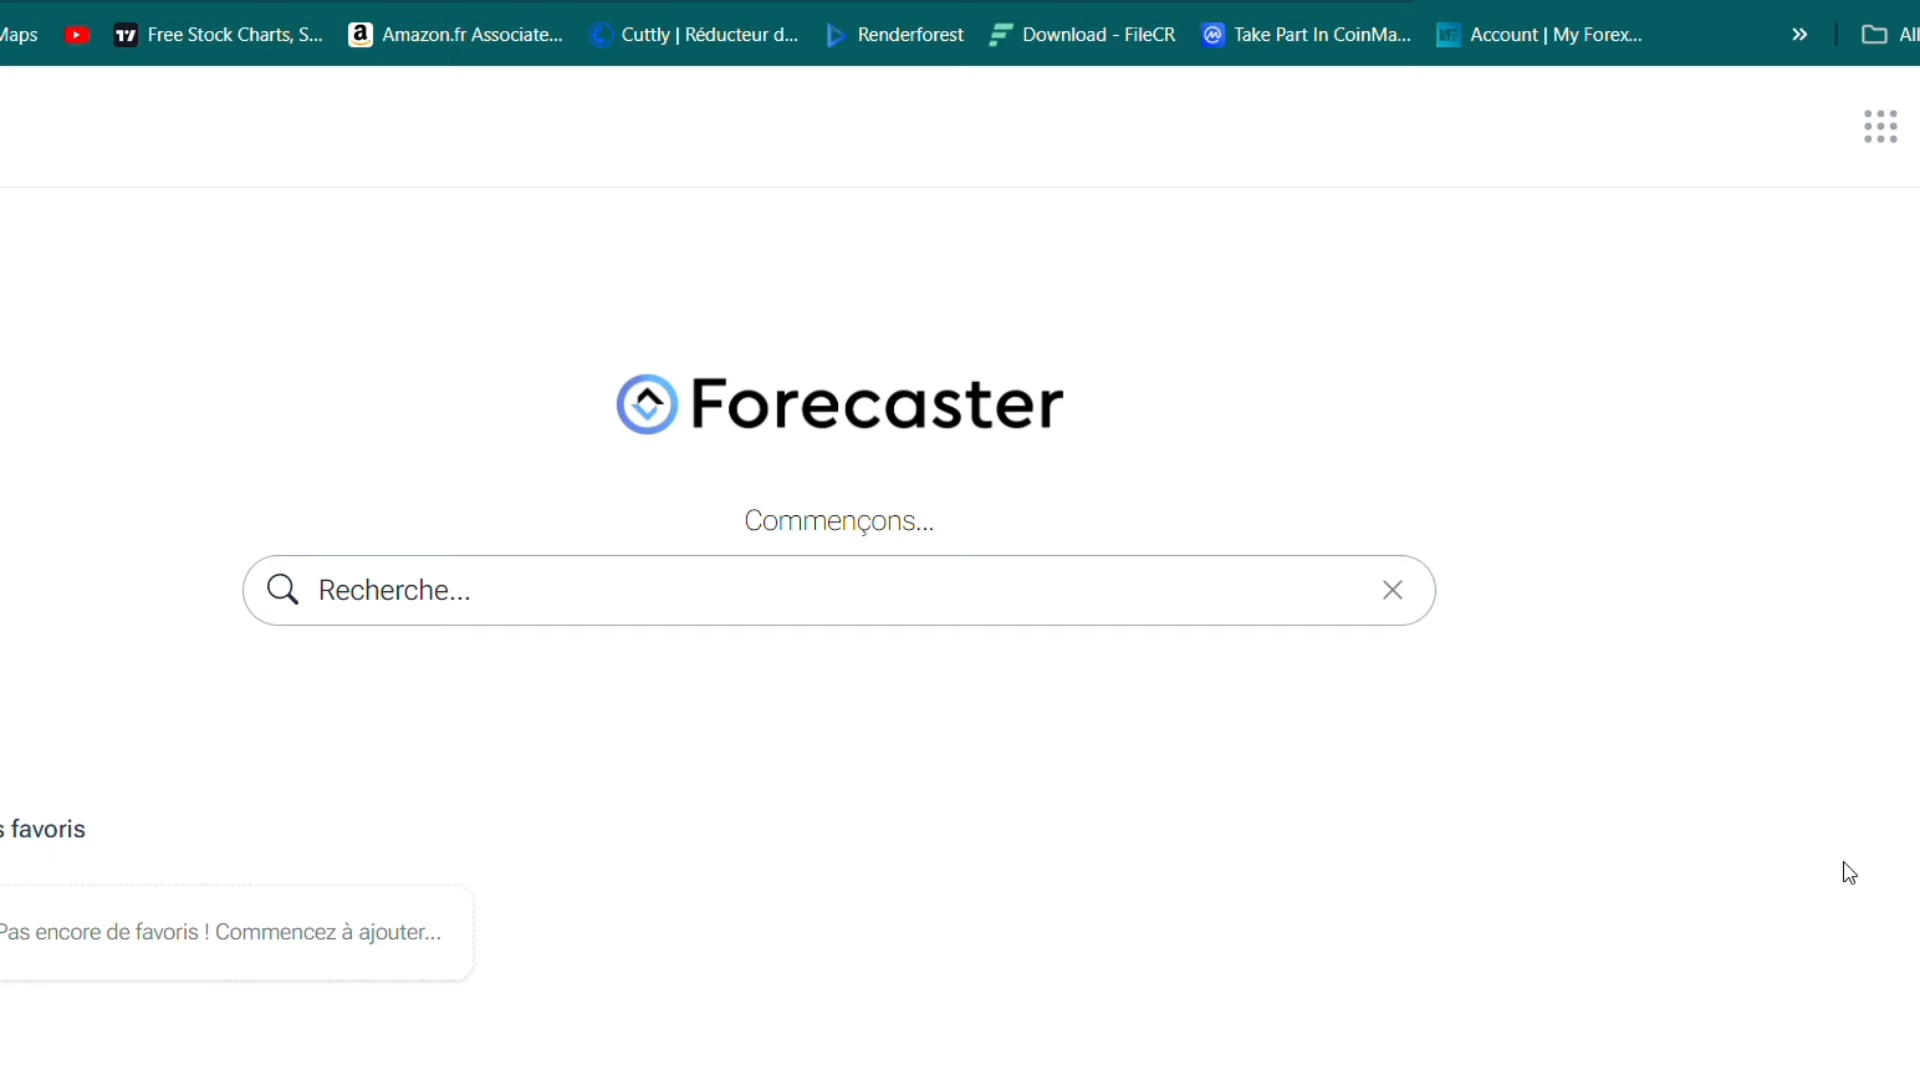 Maps Free Stock Charts, S... Amazon.fr Associate... Cuttly | Réducteur d... Renderforest Download - FileCR Take Part In CoinMa... Account | My Forex... » All
Forecaster
Commençons...
Recherche...
s favoris
Pas encore de favoris ! Commencez à ajouter...